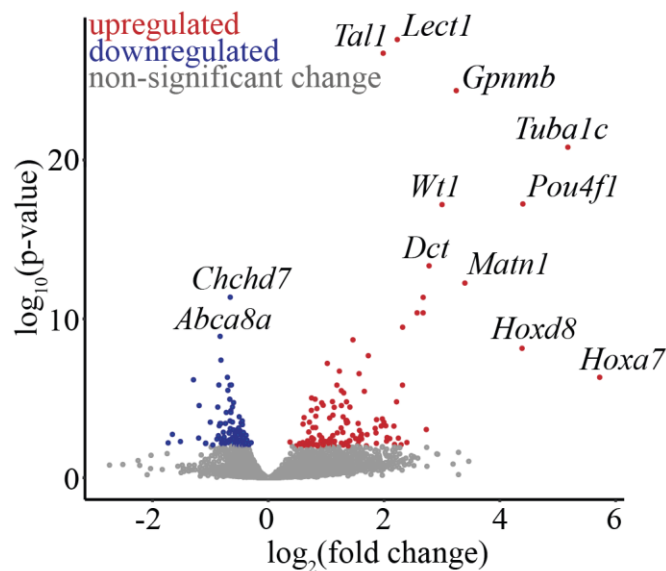 upregulated
downregulated
non-significant change
Tal1
Lect1
Gpnmb
Tuba1c
Wt1
Pou4f1
Dct
Matn1
Chchd7
Abca8a
Hoxd8
Hoxa7
log10(p-value)
20
10
0
-2 0 2 4 6
log2(fold change)